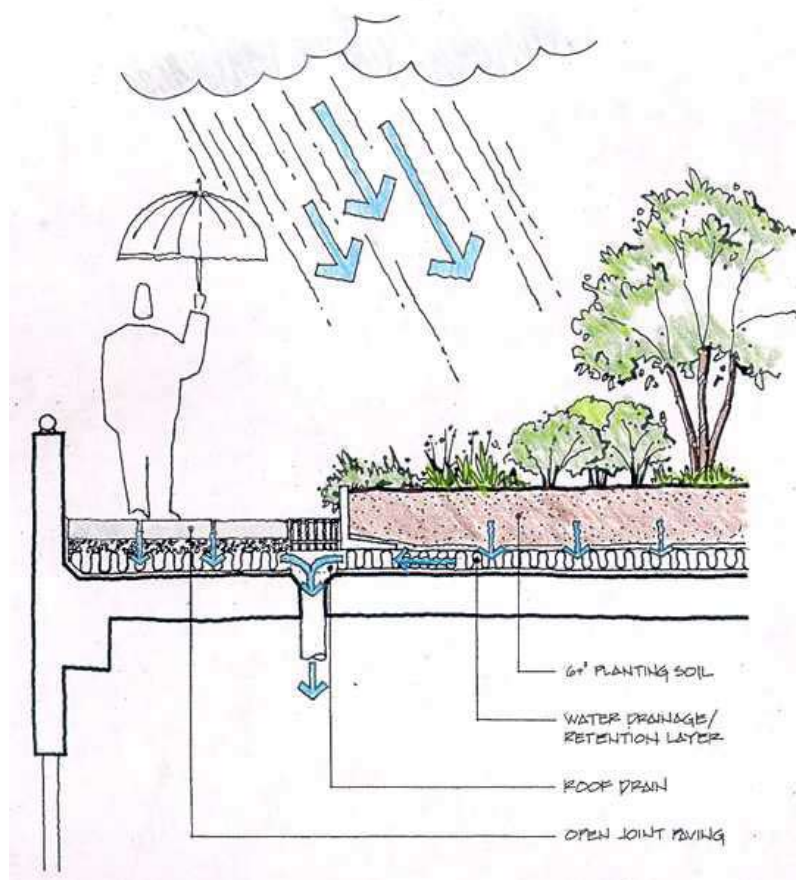 6+" PLANTING SOIL
WATER DRAINAGE/
RETENTION LAYER
ROOF DRAIN
OPEN JOINT PAVING